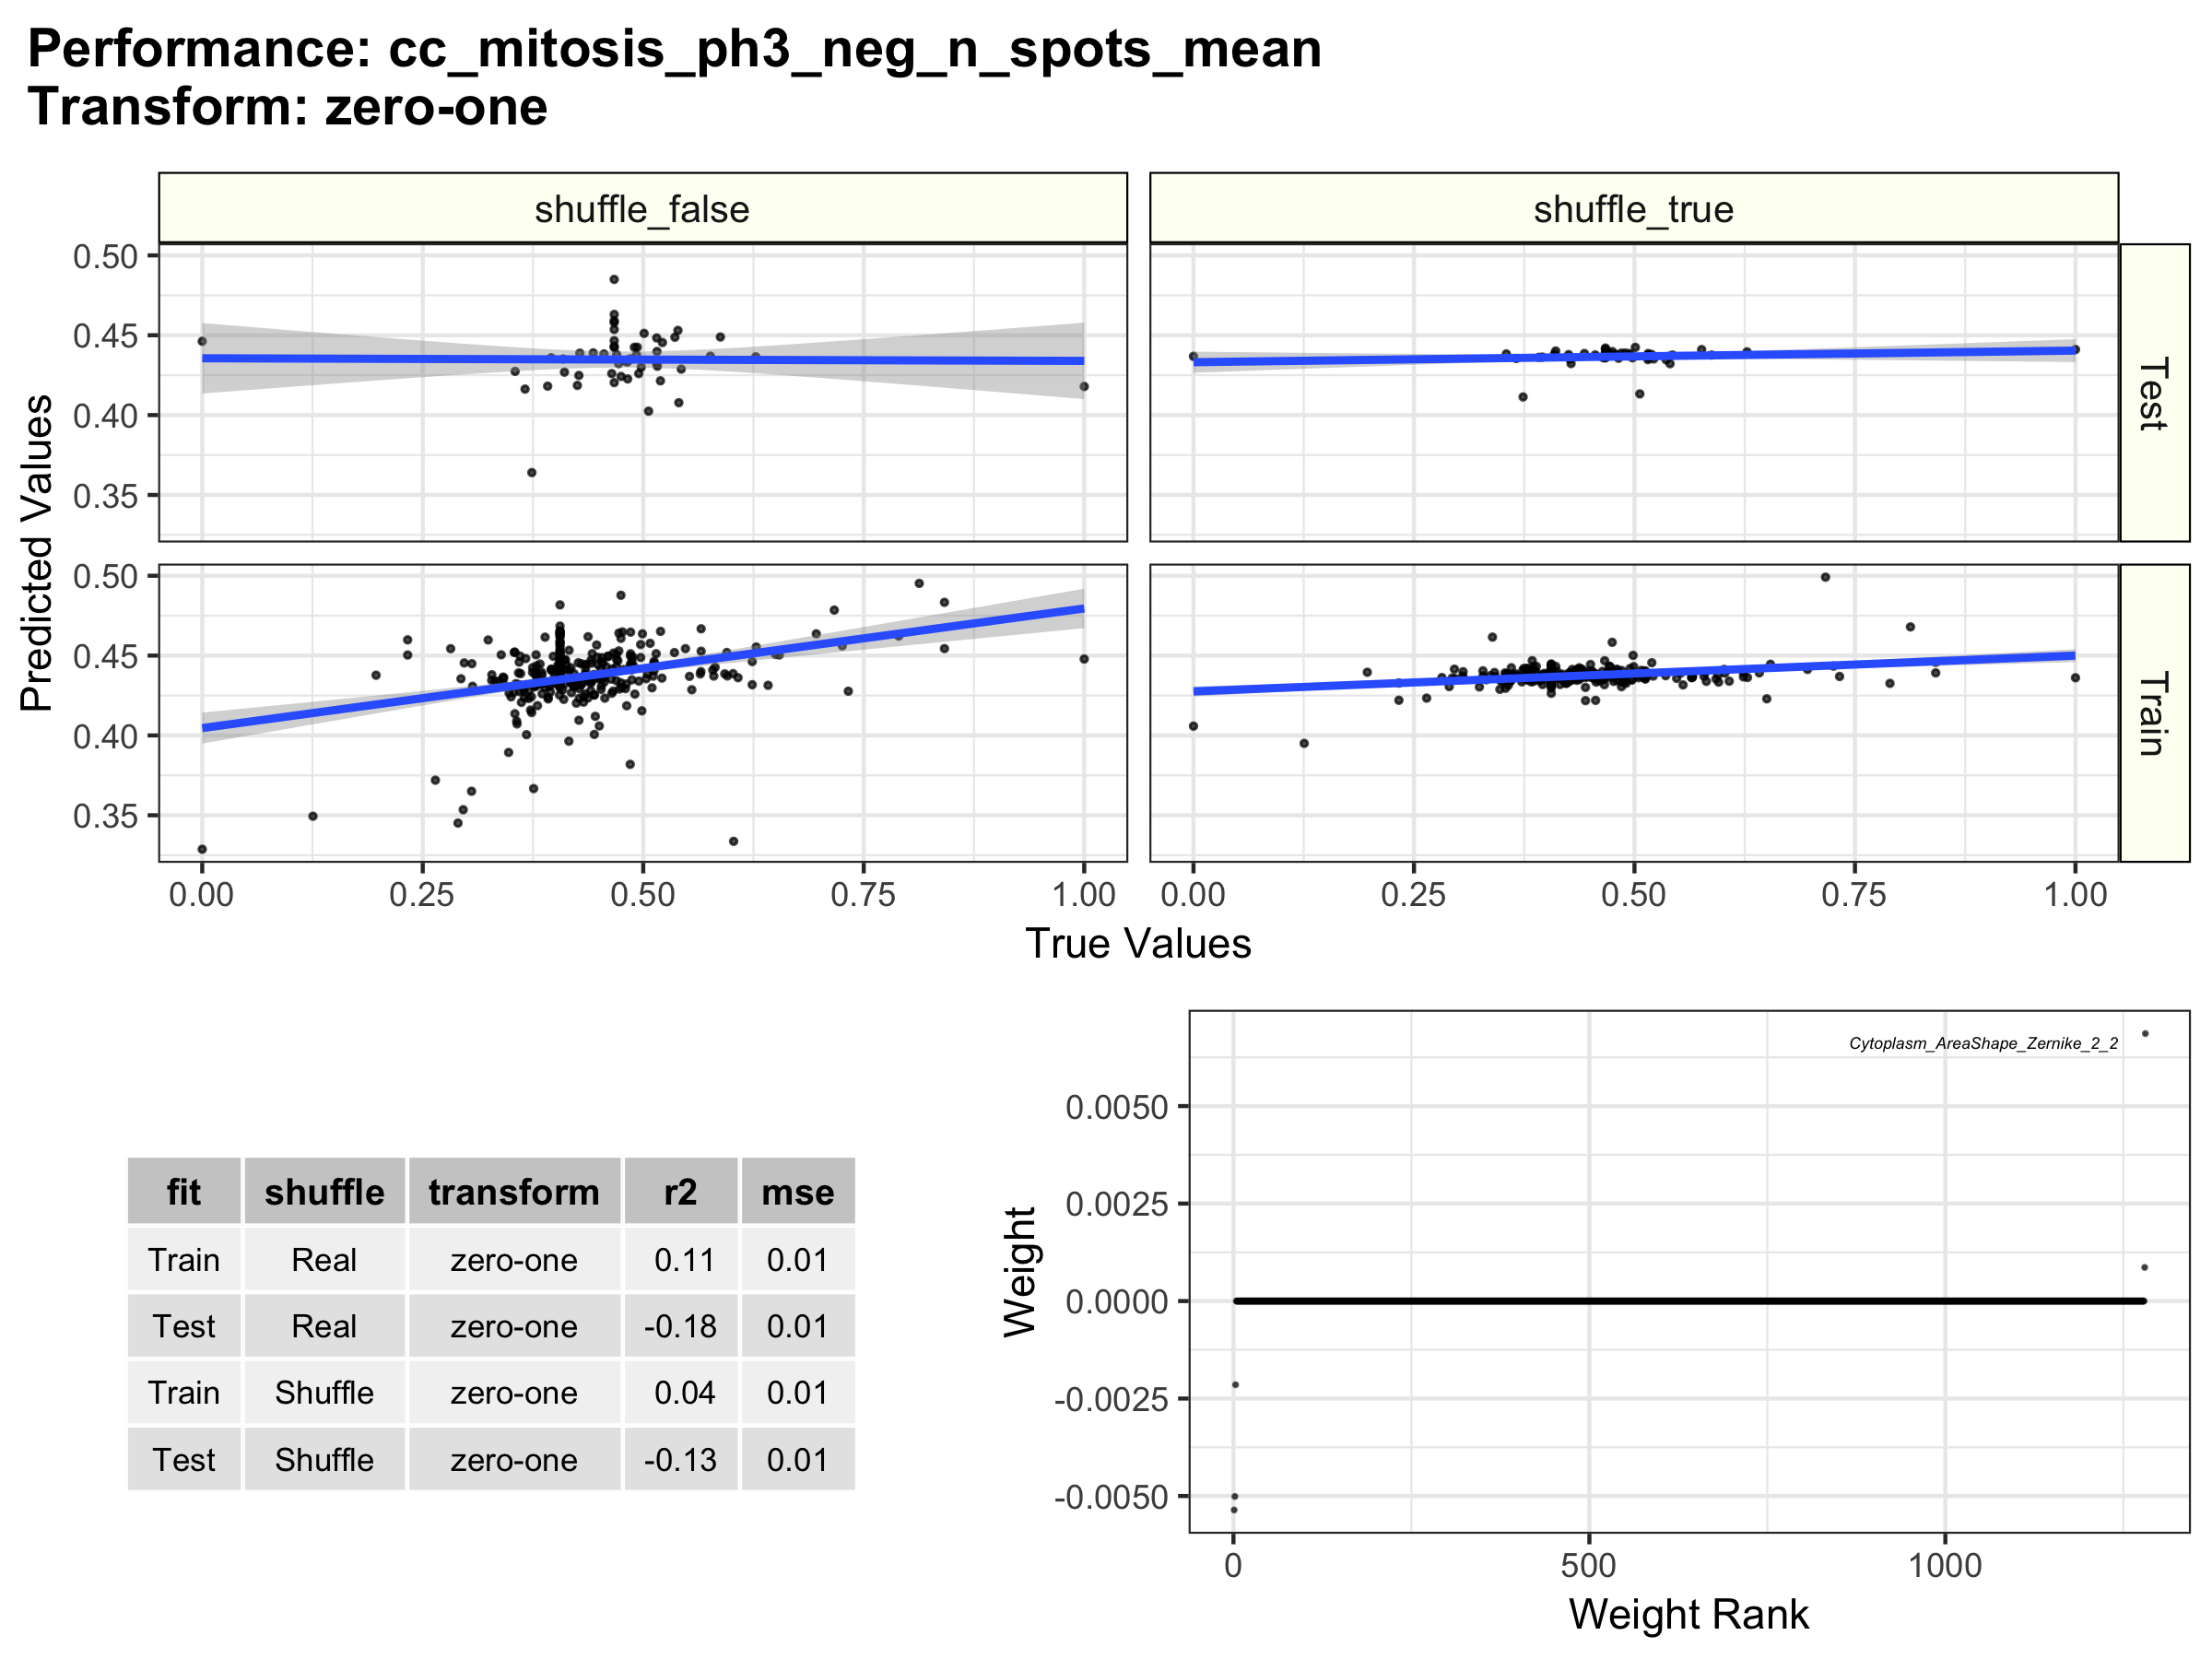 Performance: cc_mitosis_ph3_neg_n_spots_mean
Transform: zero-one
shuffle_false
shuffle_true
0.50
0.45
0.40
0.35
Test
Predicted Values
0.50
0.45
0.40
0.35
Train
0.00 0.25 0.50 0.75 1.00
0.00 0.25 0.50 0.75 1.00
True Values
fit shuffle transform r2 mse
Train Real zero-one 0.11 0.01
Test Real zero-one -0.18 0.01
Train Shuffle zero-one 0.04 0.01
Test Shuffle zero-one -0.13 0.01
Cytoplasm_AreaShape_Zernike_2_2
0.0050
0.0025
0.0000
-0.0025
-0.0050
Weight
0 500 1000
Weight Rank